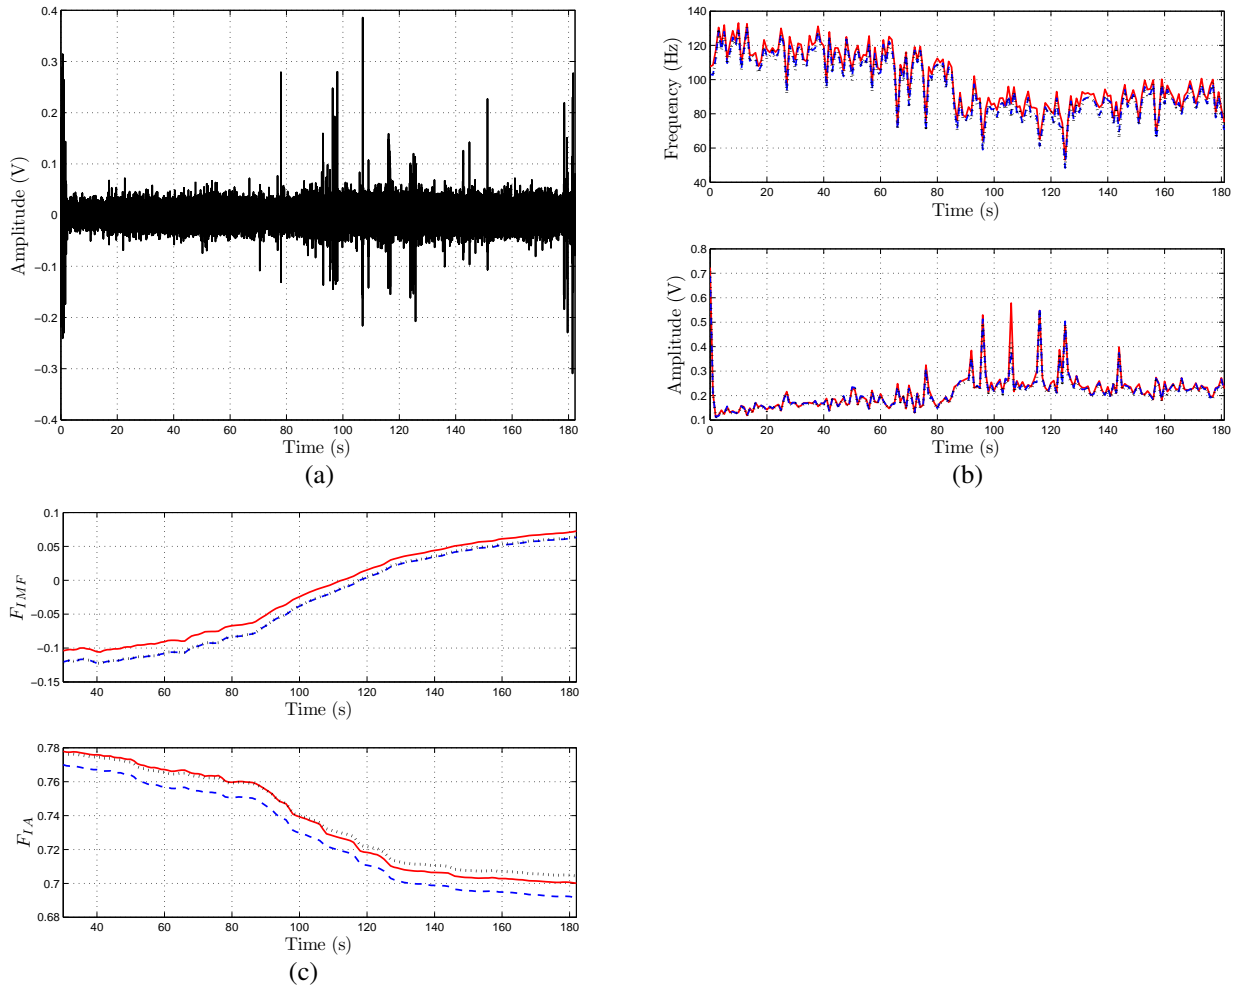 0.4
0.3
0.2
0.1
0
−0.1
−0.2
−0.3
−0.4
Amplitude (V)
0 20 40 60 80 100 120 140 160 180
Time (s)
(a)
140
120
100
80
60
40
Frequency (Hz)
0 20 40 60 80 100 120 140 160 180
Time (s)
0.8
0.7
0.6
0.5
0.4
0.3
0.2
0.1
Amplitude (V)
0 20 40 60 80 100 120 140 160 180
Time (s)
(b)
0.1
0.05
0
−0.05
−0.1
−0.15
F_{IMF}
40 60 80 100 120 140 160 180
Time (s)
0.78
0.76
0.74
0.72
0.7
0.68
F_{IA}
40 60 80 100 120 140 160 180
Time (s)
(c)